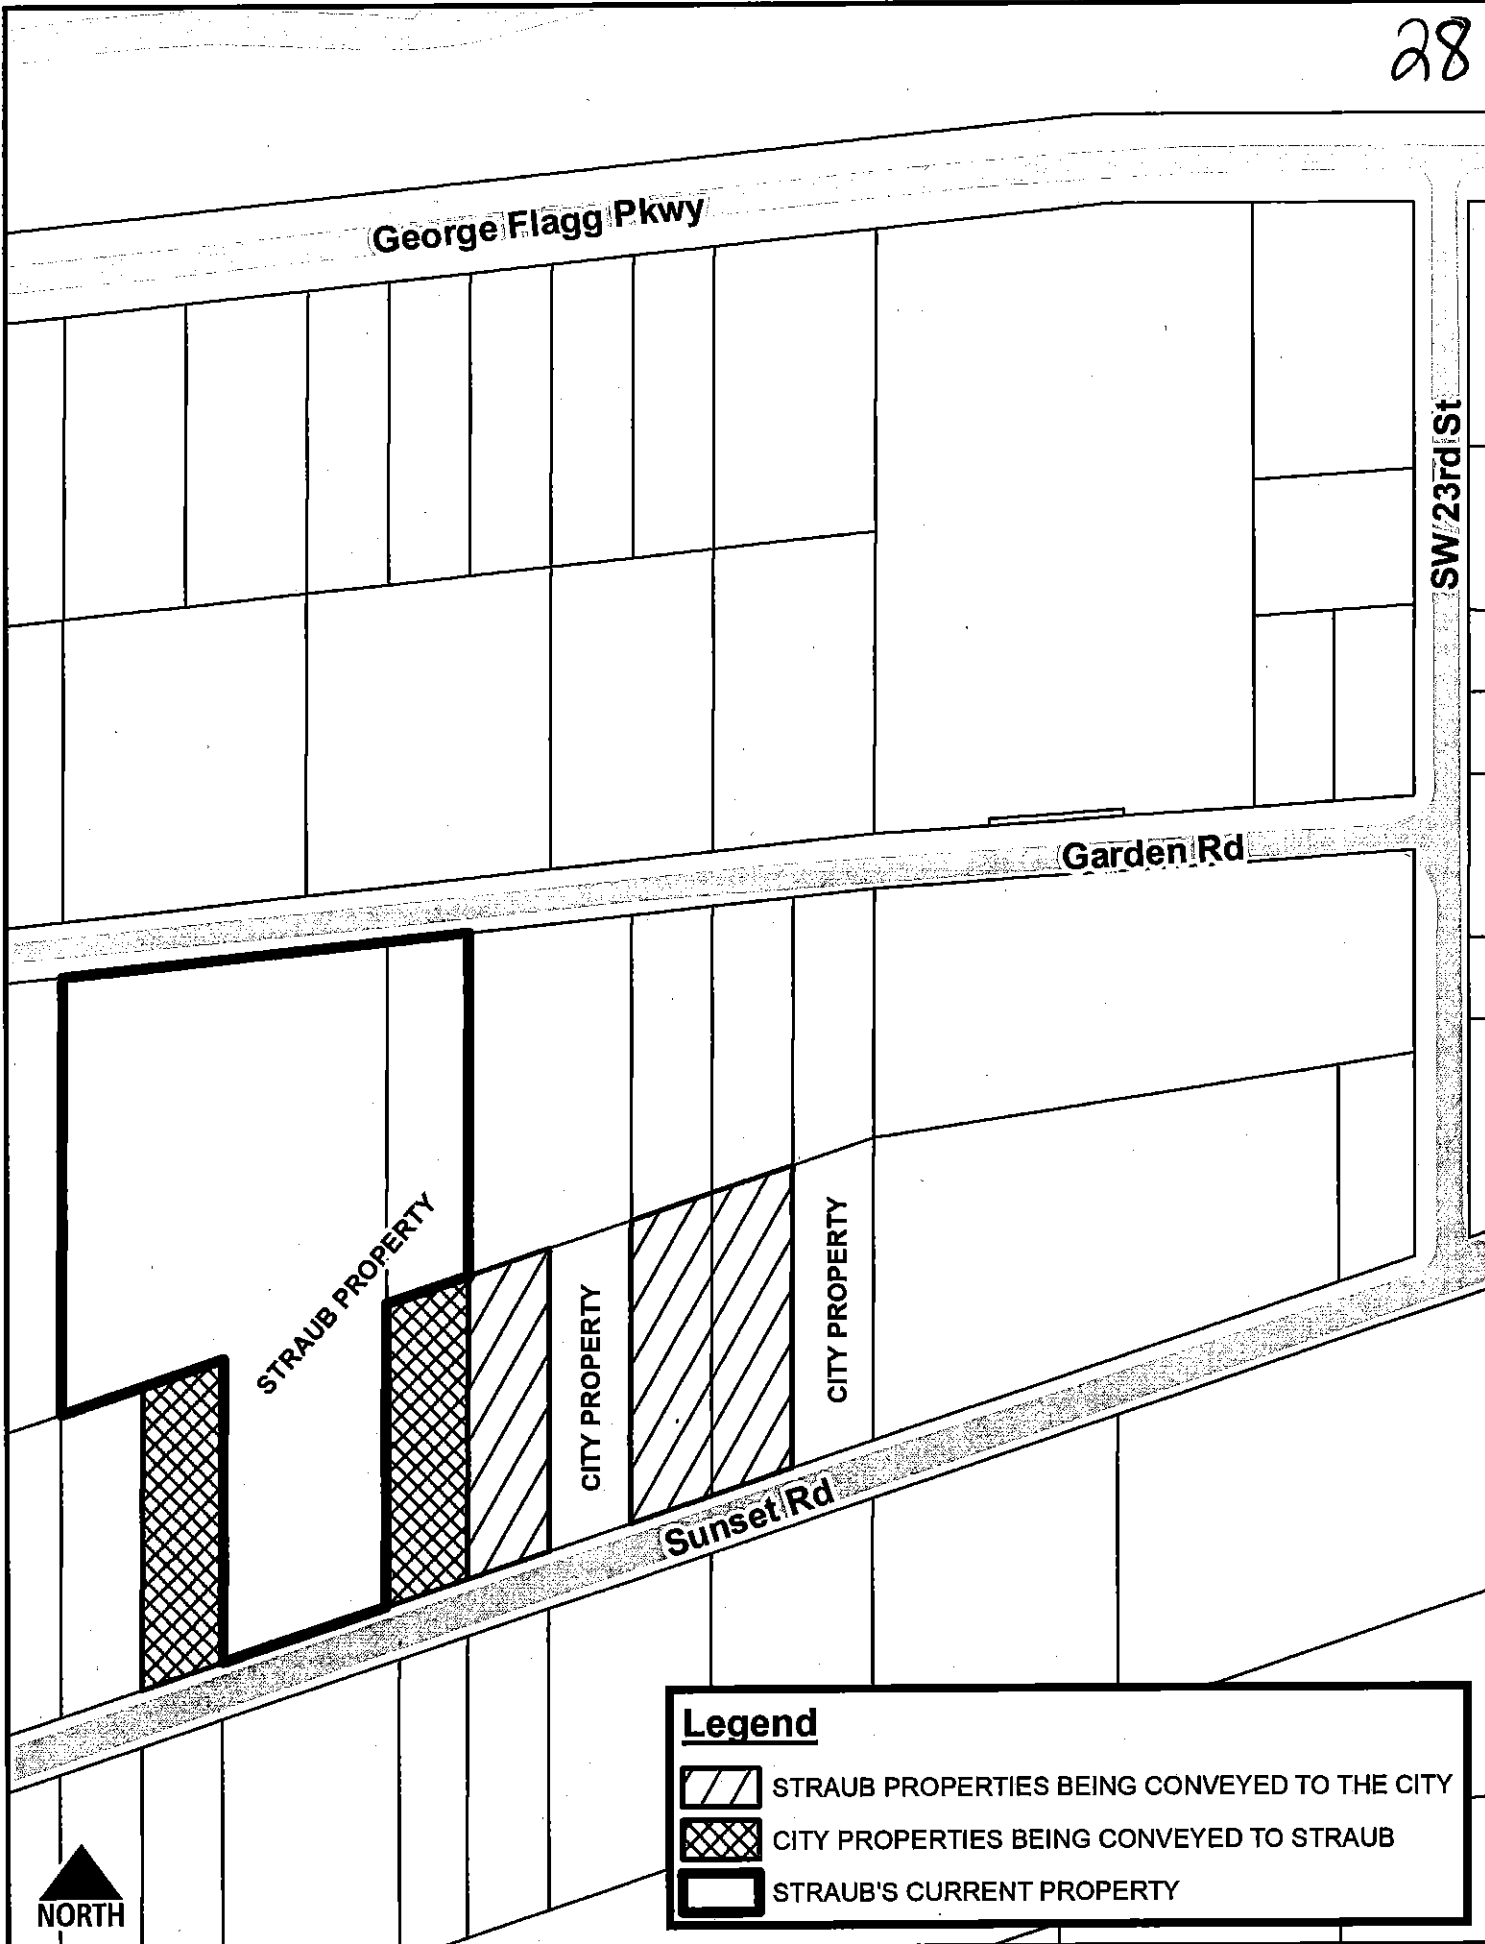 28
George Flagg Pkwy
SW 23rd St
Garden Rd
STRAUB PROPERTY
CITY PROPERTY
CITY PROPERTY
Sunset Rd
Legend
STRAUB PROPERTIES BEING CONVEYED TO THE CITY
CITY PROPERTIES BEING CONVEYED TO STRAUB
STRAUB'S CURRENT PROPERTY
NORTH